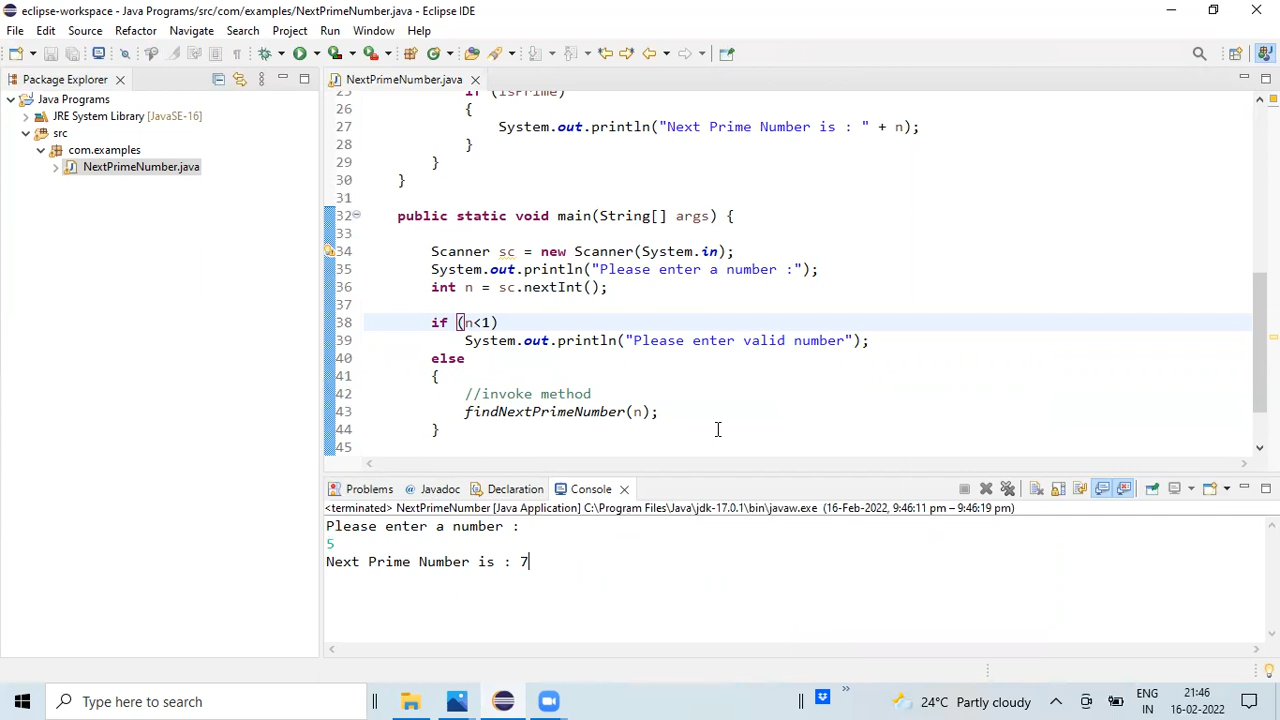 eclipse-workspace - Java Programs/src/com/examples/NextPrimeNumber.java - Eclipse IDE
File Edit Source Refactor Navigate Search Project Run Window Help
Package Explorer
NextPrimeNumber.java
Java Programs
JRE System Library [JavaSE-16]
src
com.examples
NextPrimeNumber.java
25 if (isPrime)
26 {
27 System.out.println("Next Prime Number is : " + n);
28 }
29 }
30 }
31
32 public static void main(String[] args) {
33
34 Scanner sc = new Scanner(System.in);
35 System.out.println("Please enter a number :");
36 int n = sc.nextInt();
37
38 if (n<1)
39 System.out.println("Please enter valid number");
40 else
41 {
42 //invoke method
43 findNextPrimeNumber(n);
44 }
45
Problems @ Javadoc Declaration Console
<terminated> NextPrimeNumber [Java Application] C:\Program Files\Java\jdk-17.0.1\bin\javaw.exe (16-Feb-2022, 9:46:11 pm – 9:46:19 pm)
Please enter a number :
5
Next Prime Number is : 7
Type here to search
24°C Partly cloudy
ENG
IN
21:46
16-02-2022